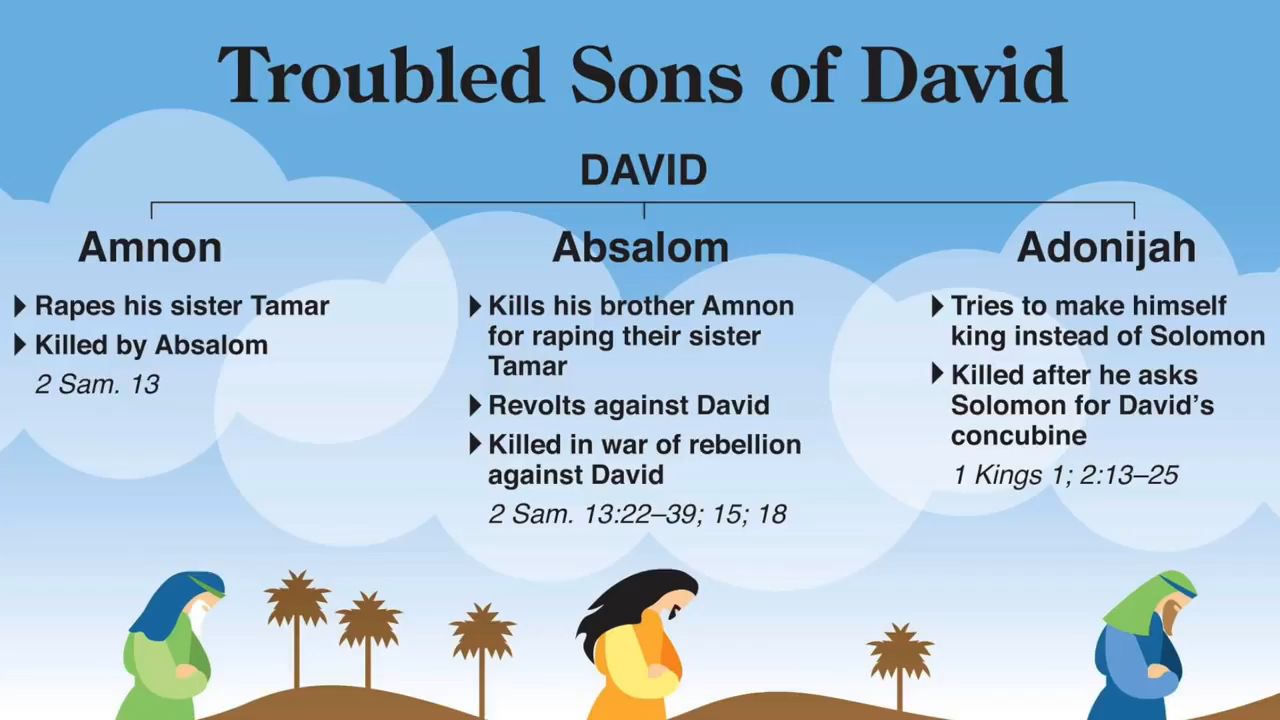 Troubled Sons of David
DAVID
Amnon
Rapes his sister Tamar
Killed by Absalom
2 Sam. 13
Absalom
Kills his brother Amnon
for raping their sister
Tamar
Revolts against David
Killed in war of rebellion
against David
2 Sam. 13:22–39; 15; 18
Adonijah
Tries to make himself
king instead of Solomon
Killed after he asks
Solomon for David’s
concubine
1 Kings 1; 2:13–25